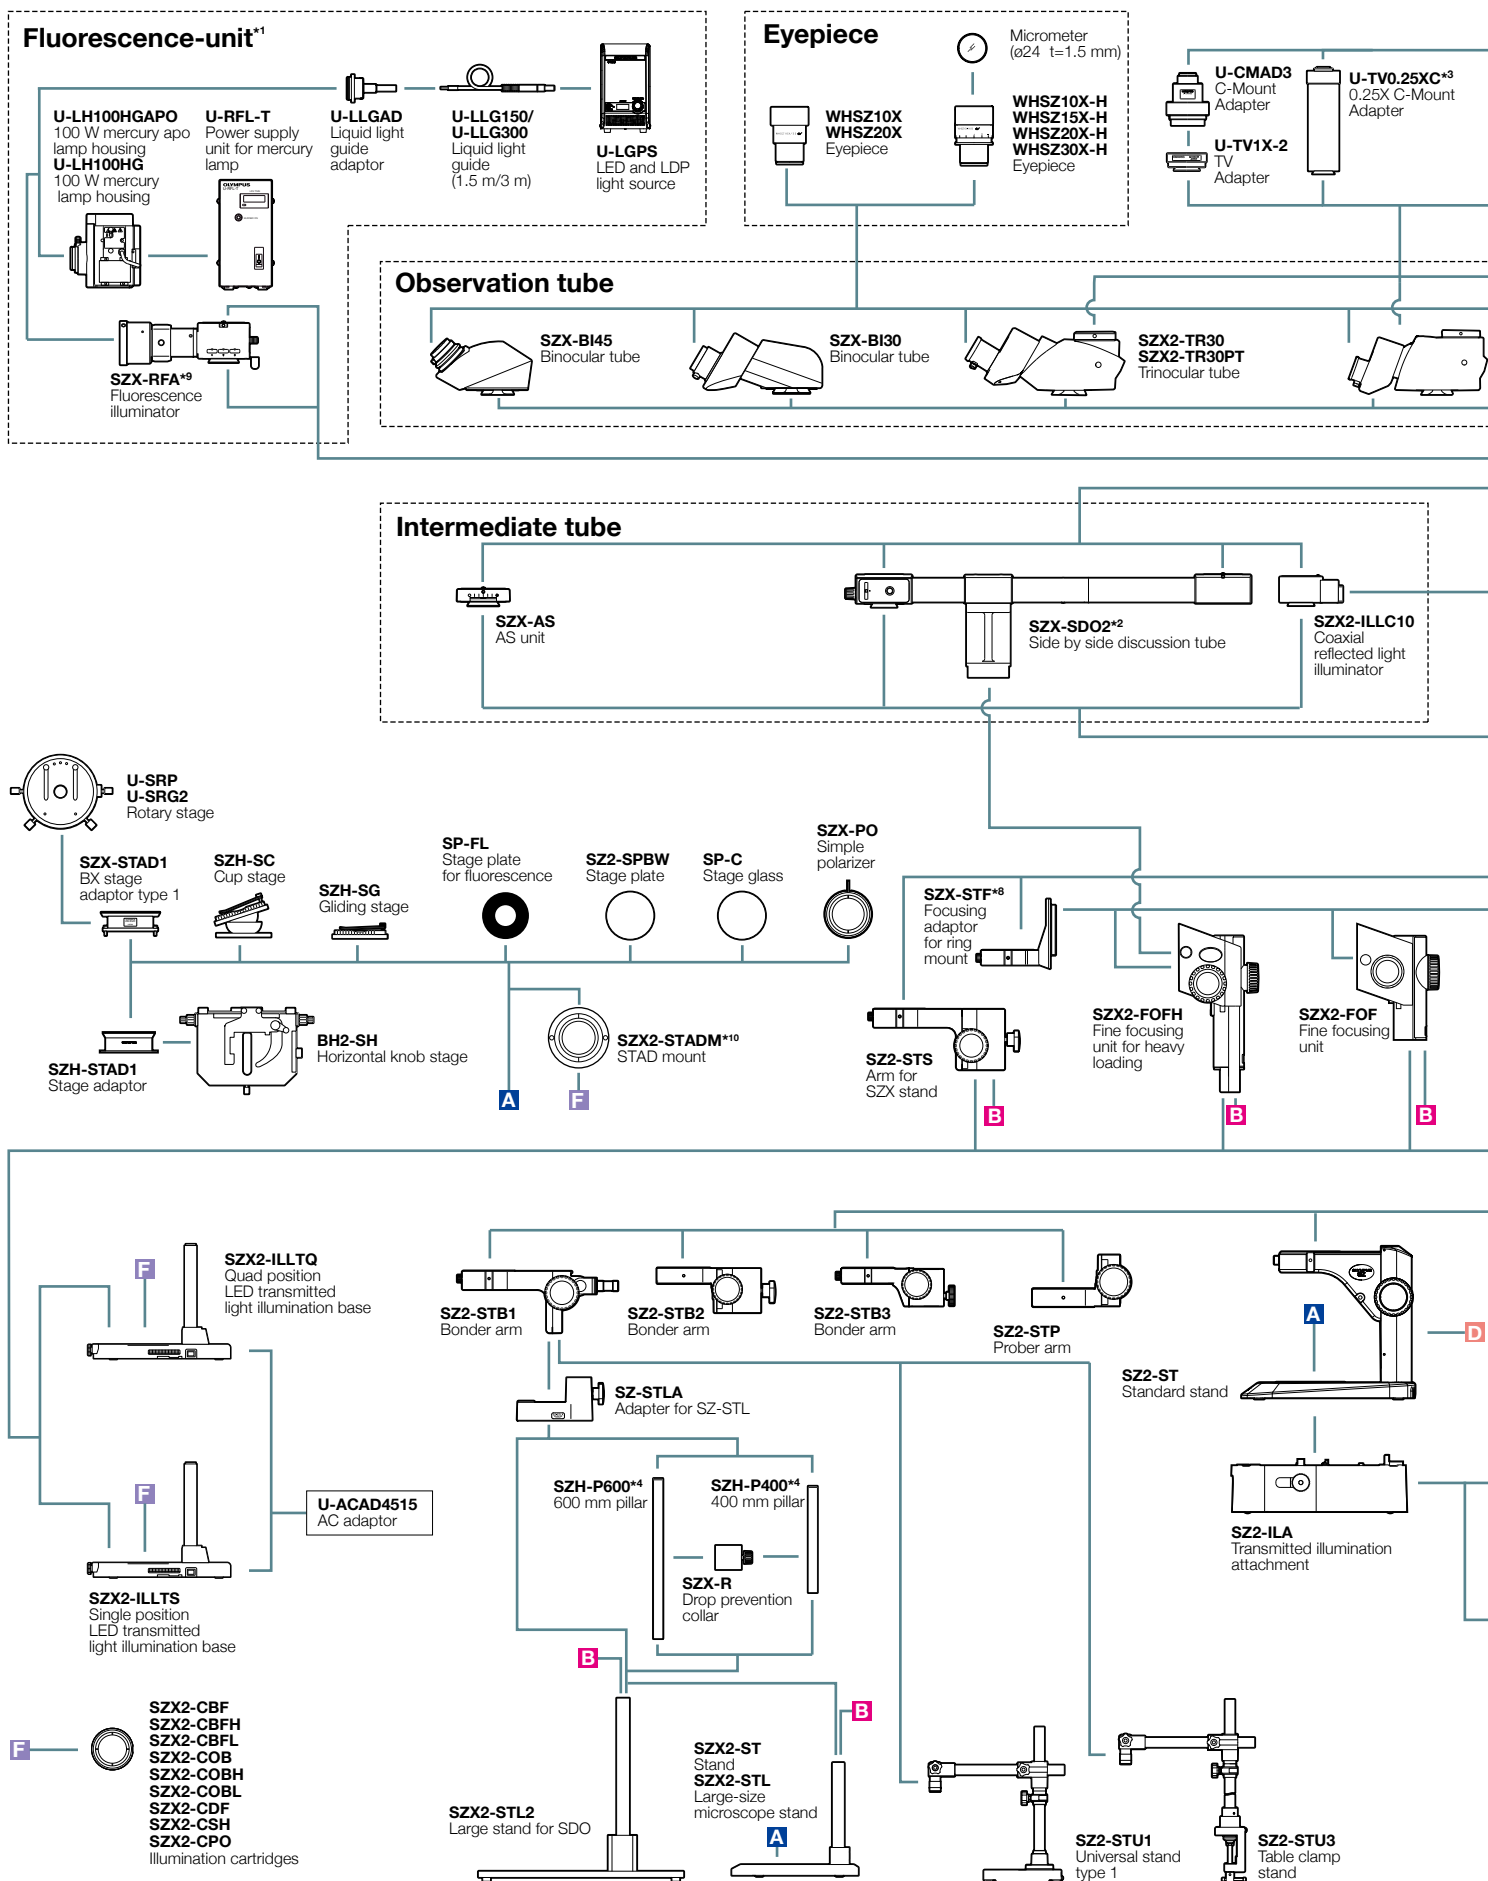 Fluorescence-unit*1
U-LH100HGAPO
100 W mercury apo
lamp housing
U-LH100HG
100 W mercury
lamp housing
U-RFL-T
Power supply
unit for mercury
lamp
U-LLGAD
Liquid light
guide
adaptor
U-LLG150/
U-LLG300
Liquid light
guide
(1.5 m/3 m)
U-LGPS
LED and LDP
light source
OLYMPUS
SZX-RFA*9
Fluorescence
illuminator
Eyepiece
Micrometer
(ø24 t=1.5 mm)
WHSZ10X
WHSZ20X
Eyepiece
WHSZ10X-H
WHSZ15X-H
WHSZ20X-H
WHSZ30X-H
Eyepiece
U-CMAD3
C-Mount
Adapter
U-TV1X-2
TV
Adapter
U-TV0.25XC*3
0.25X C-Mount
Adapter
Observation tube
SZX-BI45
Binocular tube
SZX-BI30
Binocular tube
SZX2-TR30
SZX2-TR30PT
Trinocular tube
Intermediate tube
SZX-AS
AS unit
SZX-SDO2*2
Side by side discussion tube
SZX2-ILLC10
Coaxial
reflected light
illuminator
U-SRP
U-SRG2
Rotary stage
SZX-STAD1
BX stage
adaptor type 1
SZH-SC
Cup stage
SZH-SG
Gliding stage
SP-FL
Stage plate
for fluorescence
SZ2-SPBW
Stage plate
SP-C
Stage glass
SZX-PO
Simple
polarizer
SZX-STF*8
Focusing
adaptor
for ring
mount
SZH-STAD1
Stage adaptor
BH2-SH
Horizontal knob stage
SZX2-STADM*10
STAD mount
A
F
SZ2-STS
Arm for
SZX stand
B
SZX2-FOFH
Fine focusing
unit for heavy
loading
B
SZX2-FOF
Fine focusing
unit
B
SZX2-ILLTQ
Quad position
LED transmitted
light illumination base
F
SZ2-STB1
Bonder arm
SZ2-STB2
Bonder arm
SZ2-STB3
Bonder arm
SZ2-STP
Prober arm
A
D
SZ2-ST
Standard stand
SZ-STLA
Adapter for SZ-STL
F
U-ACAD4515
AC adaptor
SZH-P600*4
600 mm pillar
SZH-P400*4
400 mm pillar
SZX-R
Drop prevention
collar
SZ2-ILA
Transmitted illumination
attachment
SZX2-ILLTS
Single position
LED transmitted
light illumination base
B
B
F
SZX2-CBF
SZX2-CBFH
SZX2-CBFL
SZX2-COB
SZX2-COBH
SZX2-COBL
SZX2-CDF
SZX2-CSH
SZX2-CPO
Illumination cartridges
SZX2-STL2
Large stand for SDO
SZX2-ST
Stand
SZX2-STL
Large-size
microscope stand
A
SZ2-STU1
Universal stand
type 1
SZ2-STU3
Table clamp
stand